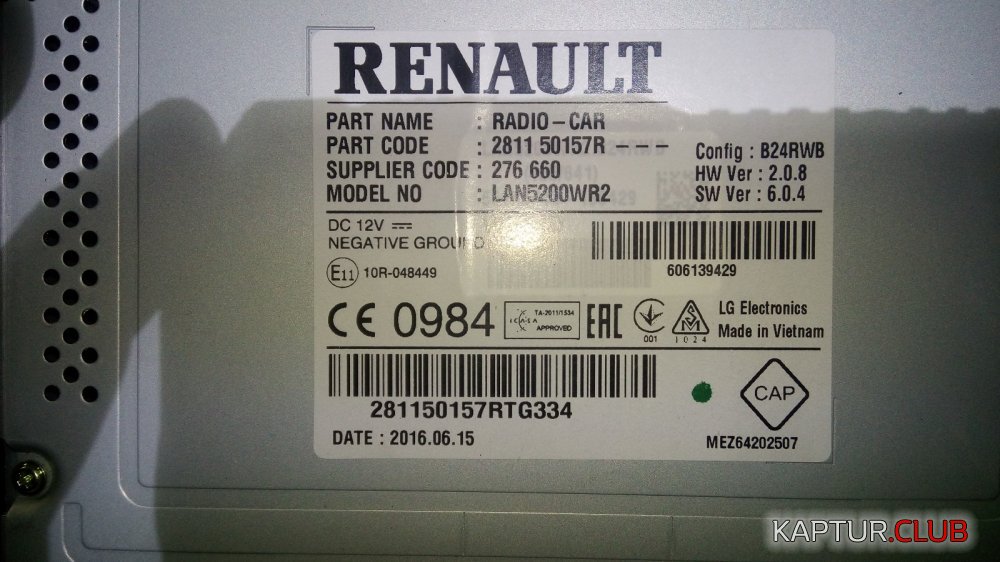 RENAULT
PART NAME : RADIO-CAR
PART CODE : 2811 50157R - - -
SUPPLIER CODE : 276 660
MODEL NO : LAN5200WR2
Config : B24RWB
HW Ver : 2.0.8
SW Ver : 6.0.4
DC 12V
NEGATIVE GROUND
E11 10R-048449
606139429
CE 0984
ICASA
TA-2011/1534
APPROVED
EAC
001
SM
1024
LG Electronics
Made in Vietnam
281150157RTG334
DATE : 2016.06.15
CAP
MEZ64202507
KAPTUR.CLUB